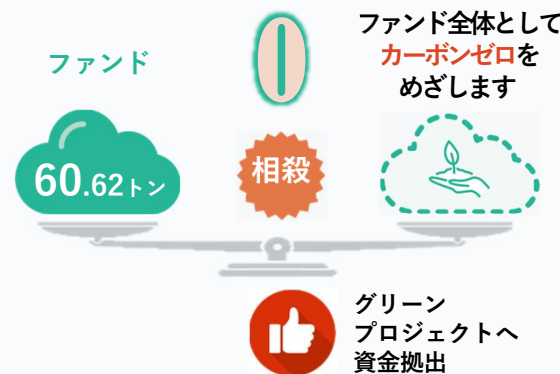 ファンド
ファンド全体として
カーボンゼロを
めざします
60.62トン
相殺
グリーン
プロジェクトへ
資金拠出